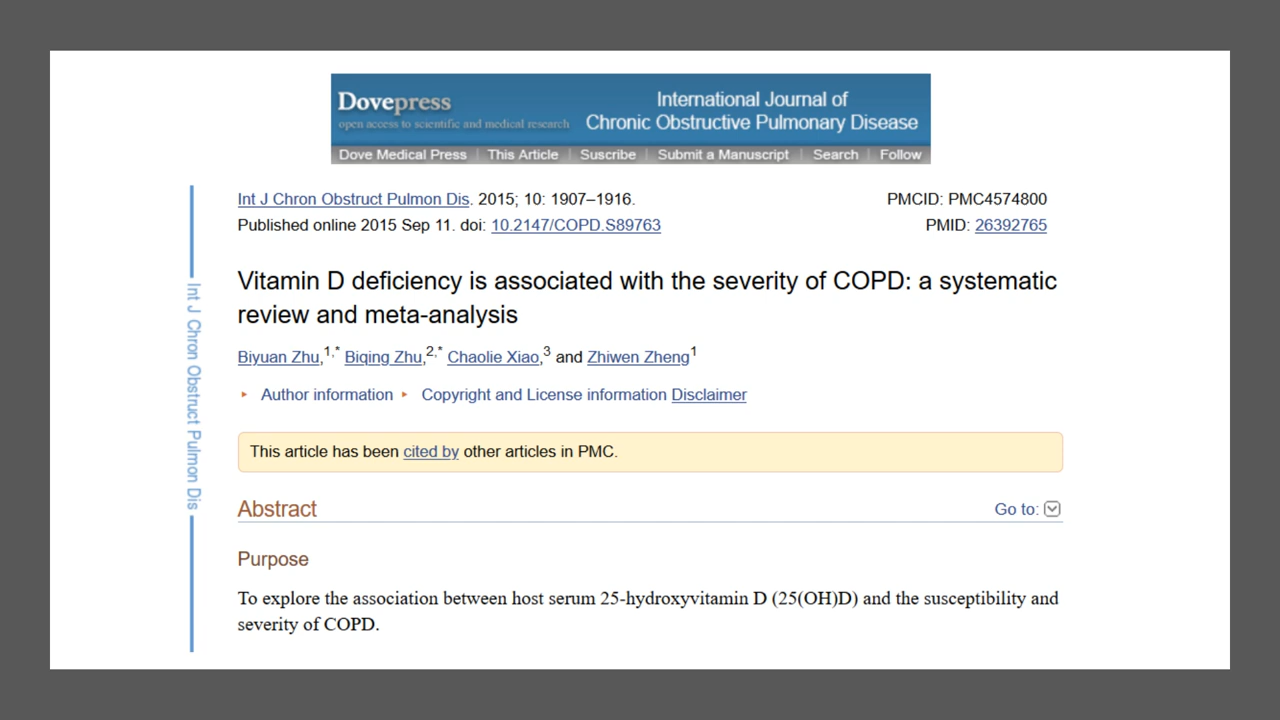 Dovepress
open access to scientific and medical research
International Journal of
Chronic Obstructive Pulmonary Disease
Dove Medical Press | This Article | Suscribe | Submit a Manuscript | Search | Follow
Int J Chron Obstruct Pulmon Dis. 2015; 10: 1907–1916.
PMCID: PMC4574800
Published online 2015 Sep 11. doi: 10.2147/COPD.S89763
PMID: 26392765
Vitamin D deficiency is associated with the severity of COPD: a systematic
review and meta-analysis
Biyuan Zhu,1,* Biqing Zhu,2,* Chaolie Xiao,3 and Zhiwen Zheng1
▸ Author information ▸ Copyright and License information Disclaimer
This article has been cited by other articles in PMC.
Abstract
Go to:
Purpose
To explore the association between host serum 25-hydroxyvitamin D (25(OH)D) and the susceptibility and
severity of COPD.
Int J Chron Obstruct Pulmon Dis